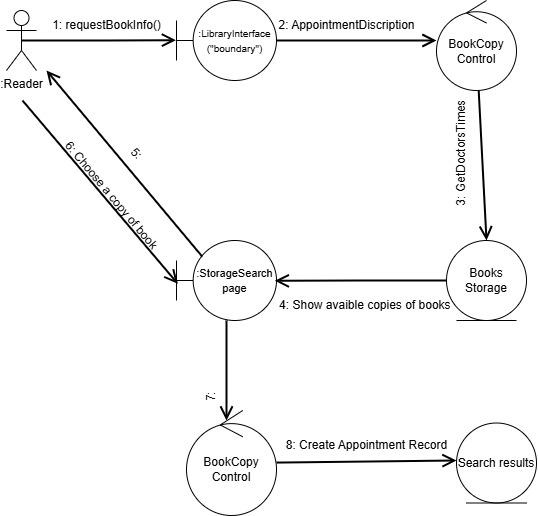 1: requestBookInfo()
2: AppointmentDiscription
:LibraryInterface
("boundary")
BookCopy
Control
:Reader
3: GetDoctorsTimes
5:
6: Choose a copy of book
:StorageSearch
page
Books
Storage
4: Show avaible copies of books
7:
BookCopy
Control
8: Create Appointment Record
Search results